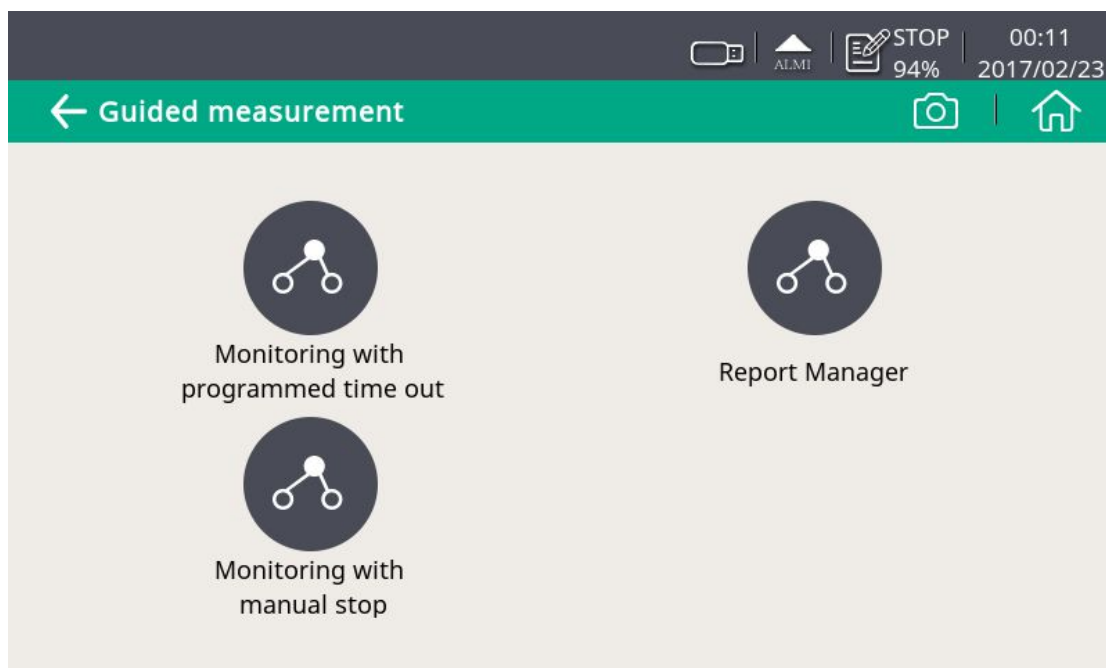 STOP 00:11
ALMI 94% 2017/02/23
Guided measurement
Monitoring with
programmed time out
Report Manager
Monitoring with
manual stop